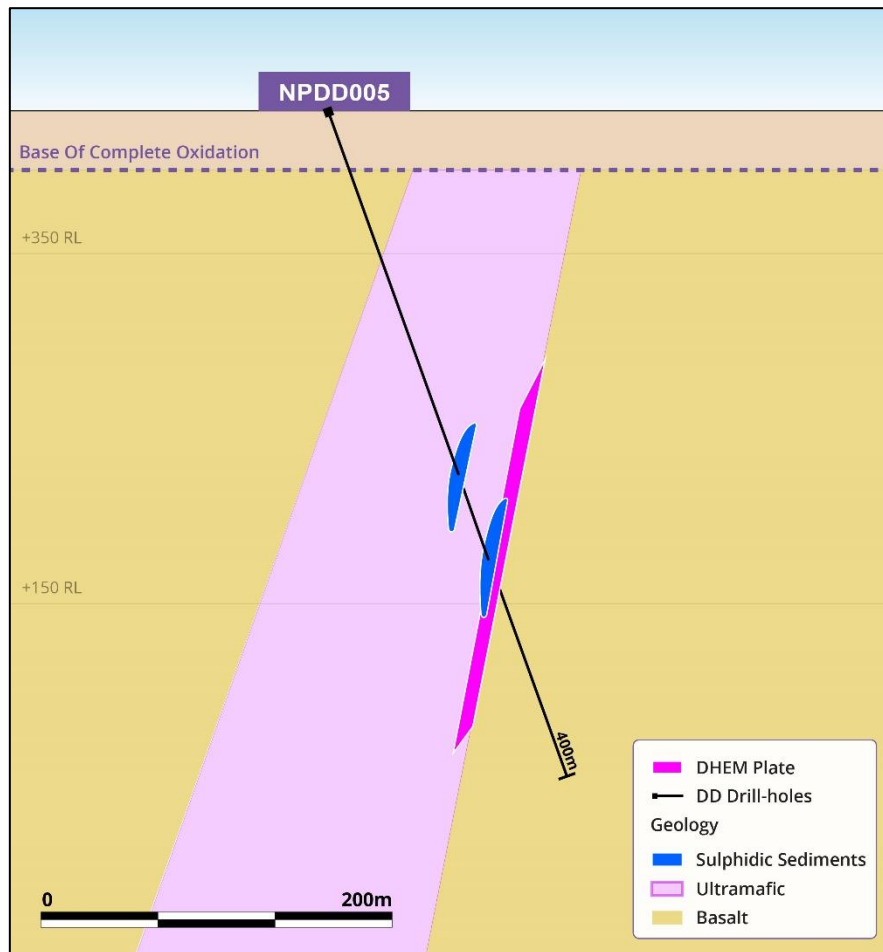 NPDD005
Base Of Complete Oxidation
+350 RL
+150 RL
400m
0 200m
DHEM Plate
DD Drill-holes
Geology
Sulphidic Sediments
Ultramafic
Basalt